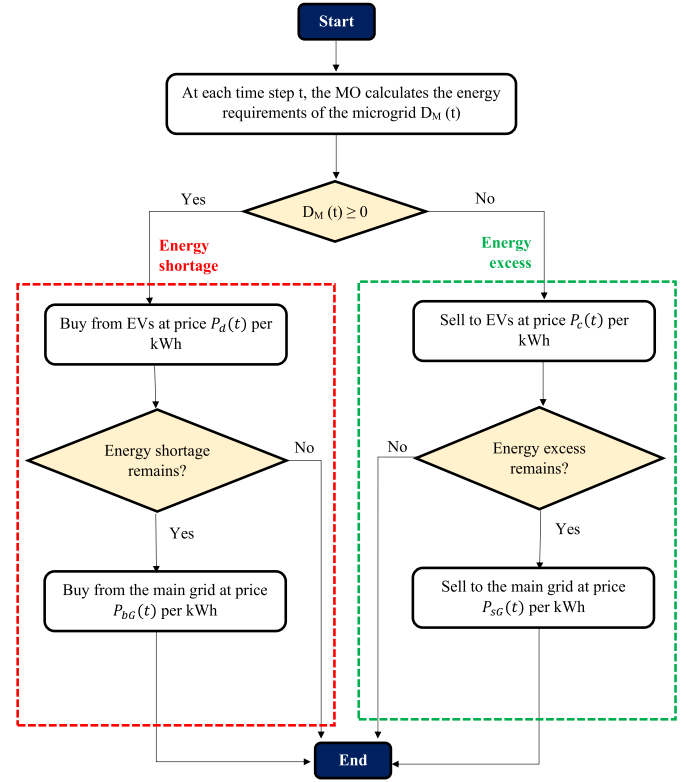 Start
At each time step t, the MO calculates the energy
requirements of the microgrid D_M (t)
D_M (t) ≥ 0
Yes
No
Energy
shortage
Energy
excess
Buy from EVs at price P_d(t) per
kWh
Sell to EVs at price P_c(t) per
kWh
Energy shortage
remains?
No
No
Energy excess
remains?
Yes
Yes
Buy from the main grid at price
P_bG(t) per kWh
Sell to the main grid at price
P_sG(t) per kWh
End